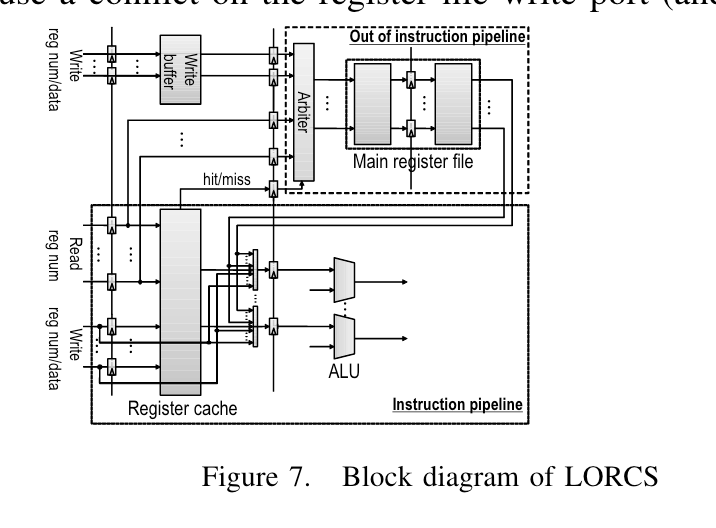 use a conflict on the register file write port (and
Out of instruction pipeline
Write
reg num/data
Write
buffer
Arbiter
Main register file
hit/miss
Read
reg num
Write
reg num/data
ALU
Register cache
Instruction pipeline
Figure 7. Block diagram of LORCS